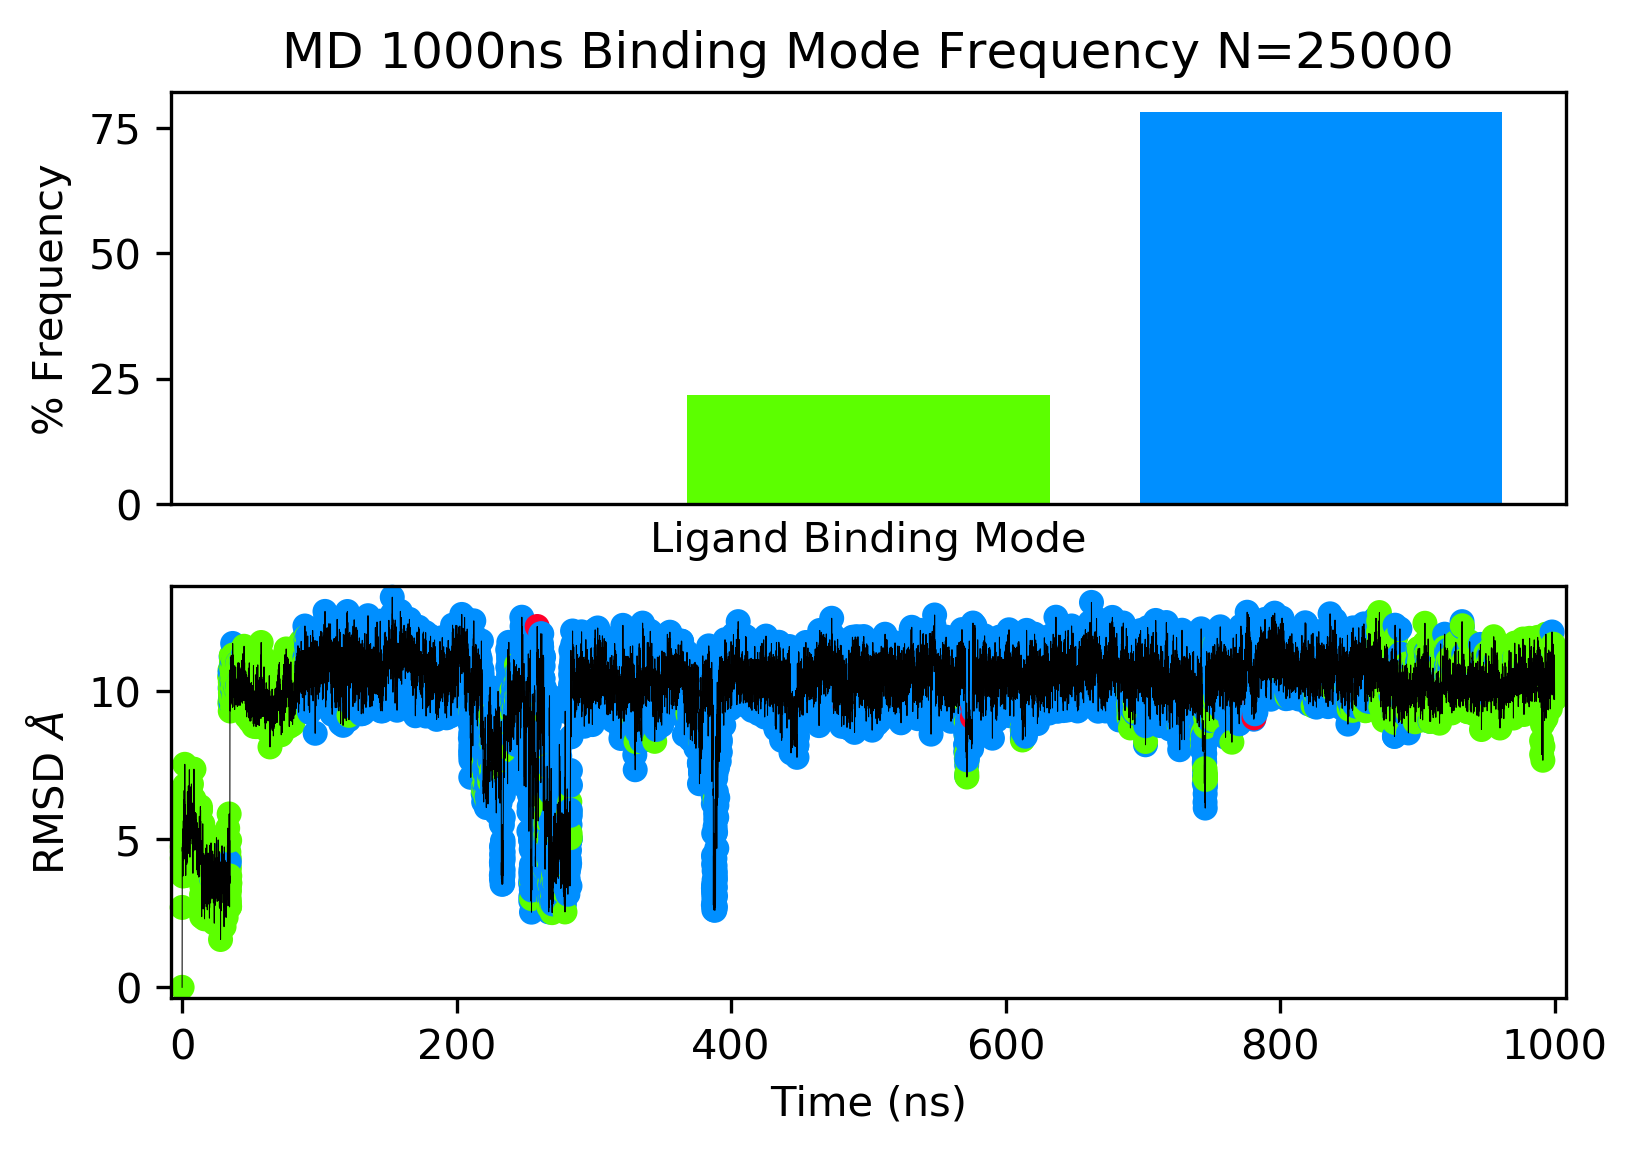 MD 1000ns Binding Mode Frequency N=25000
% Frequency
75
50
25
0
Ligand Binding Mode
RMSD Å
10
5
0
0 200 400 600 800 1000
Time (ns)